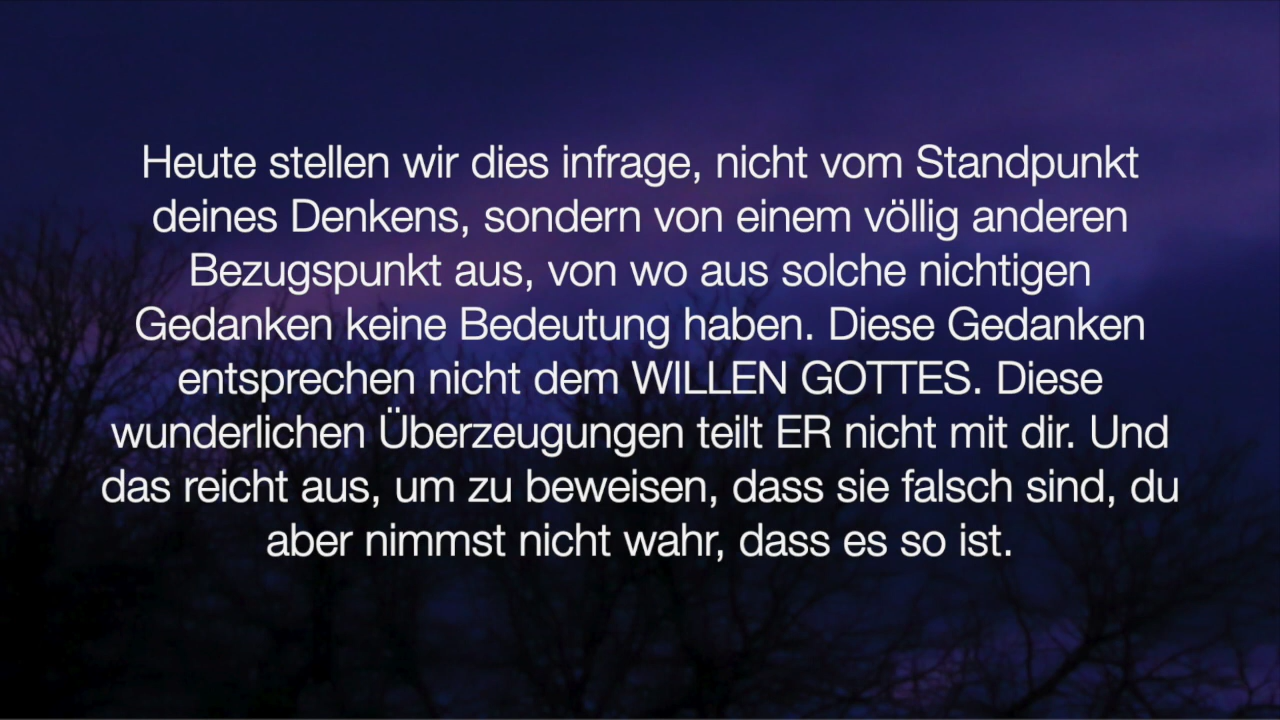 Heute stellen wir dies infrage, nicht vom Standpunkt
deines Denkens, sondern von einem völlig anderen
Bezugspunkt aus, von wo aus solche nichtigen
Gedanken keine Bedeutung haben. Diese Gedanken
entsprechen nicht dem WILLEN GOTTES. Diese
wunderlichen Überzeugungen teilt ER nicht mit dir. Und
das reicht aus, um zu beweisen, dass sie falsch sind, du
aber nimmst nicht wahr, dass es so ist.